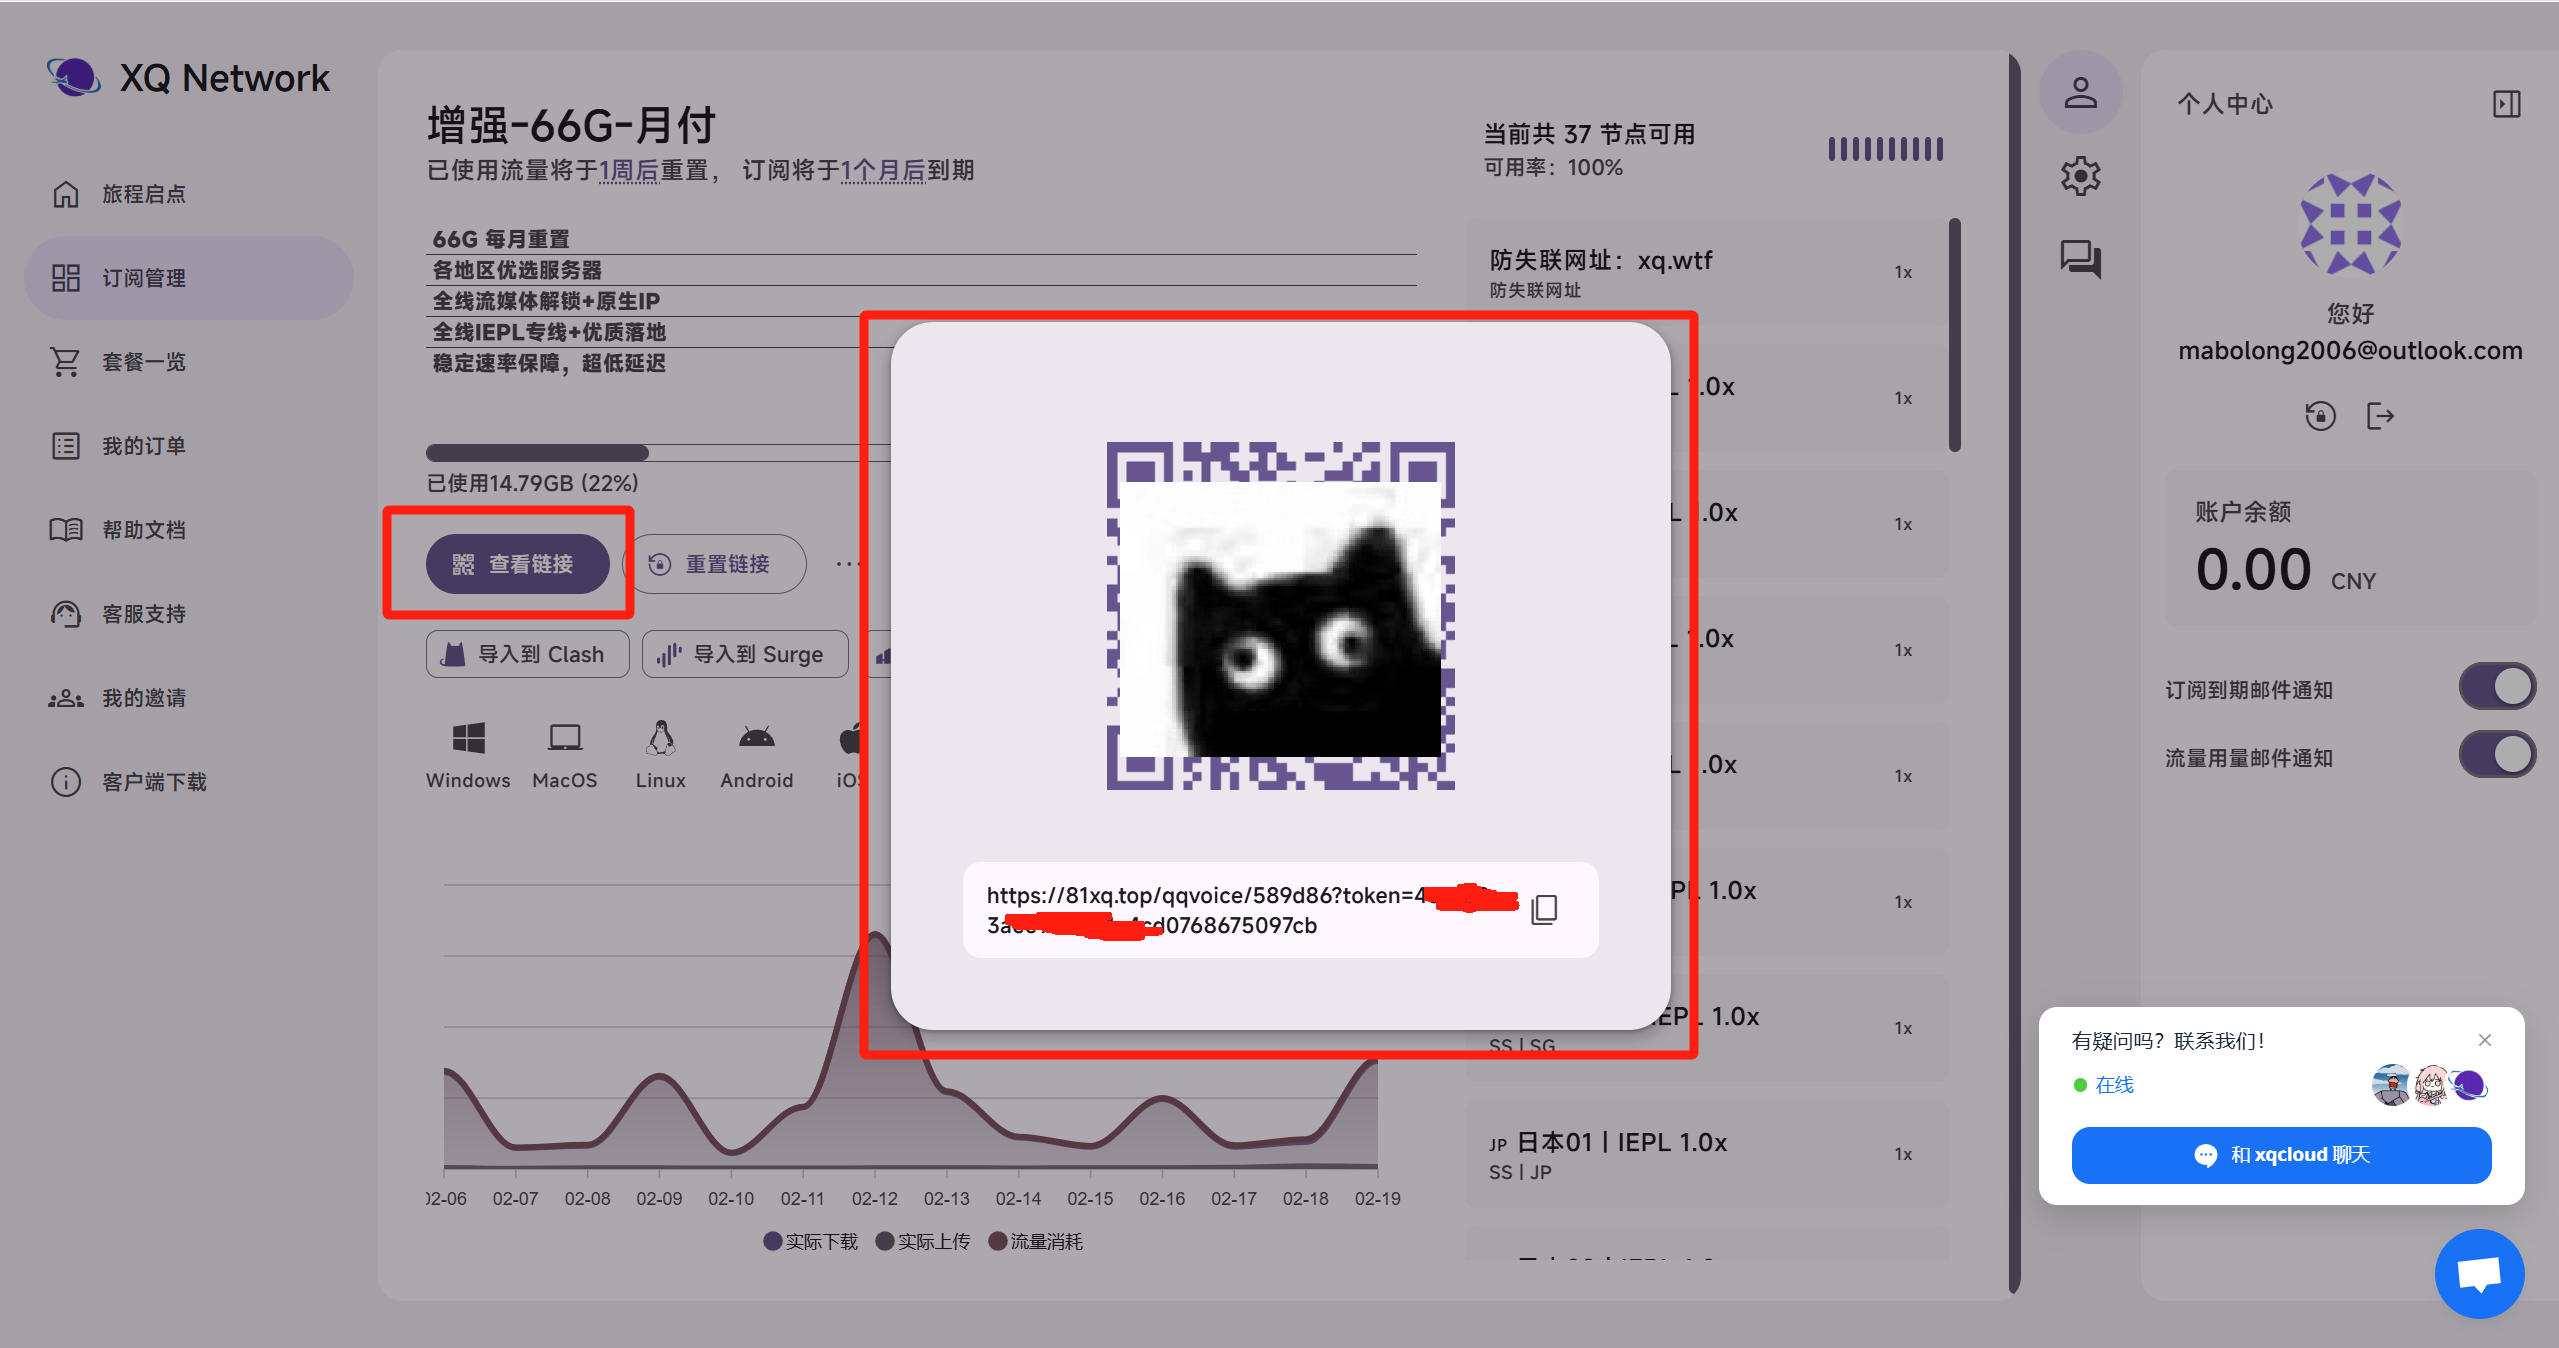 XQ Network
旅程启点
订阅管理
套餐一览
我的订单
帮助文档
客服支持
我的邀请
客户端下载
增强-66G-月付
已使用流量将于1周后重置， 订阅将于1个月后到期
66G 每月重置
各地区优选服务器
全线流媒体解锁+原生IP
全线IEPL专线+优质落地
稳定速率保障，超低延迟
已使用14.79GB (22%)
查看链接
重置链接
导入到 Clash
导入到 Surge
Windows
MacOS
Linux
Android
iOS
02-06
02-07
02-08
02-09
02-10
02-11
02-12
02-13
02-14
02-15
02-16
02-17
02-18
02-19
实际下载
实际上传
流量消耗
https://81xq.top/qqvoice/589d86?token=4
cd0768675097cb
当前共 37 节点可用
可用率：100%
防失联网址：xq.wtf
1x
防失联网址
1.0x
1x
L 1.0x
1x
1.0x
1x
L 1.0x
1x
PL 1.0x
1x
IEPL 1.0x
1x
SS | SG
JP 日本01 | IEPL 1.0x
1x
SS | JP
个人中心
您好
mabolong2006@outlook.com
账户余额
0.00 CNY
订阅到期邮件通知
流量用量邮件通知
有疑问吗？联系我们！
在线
和 xqcloud 聊天